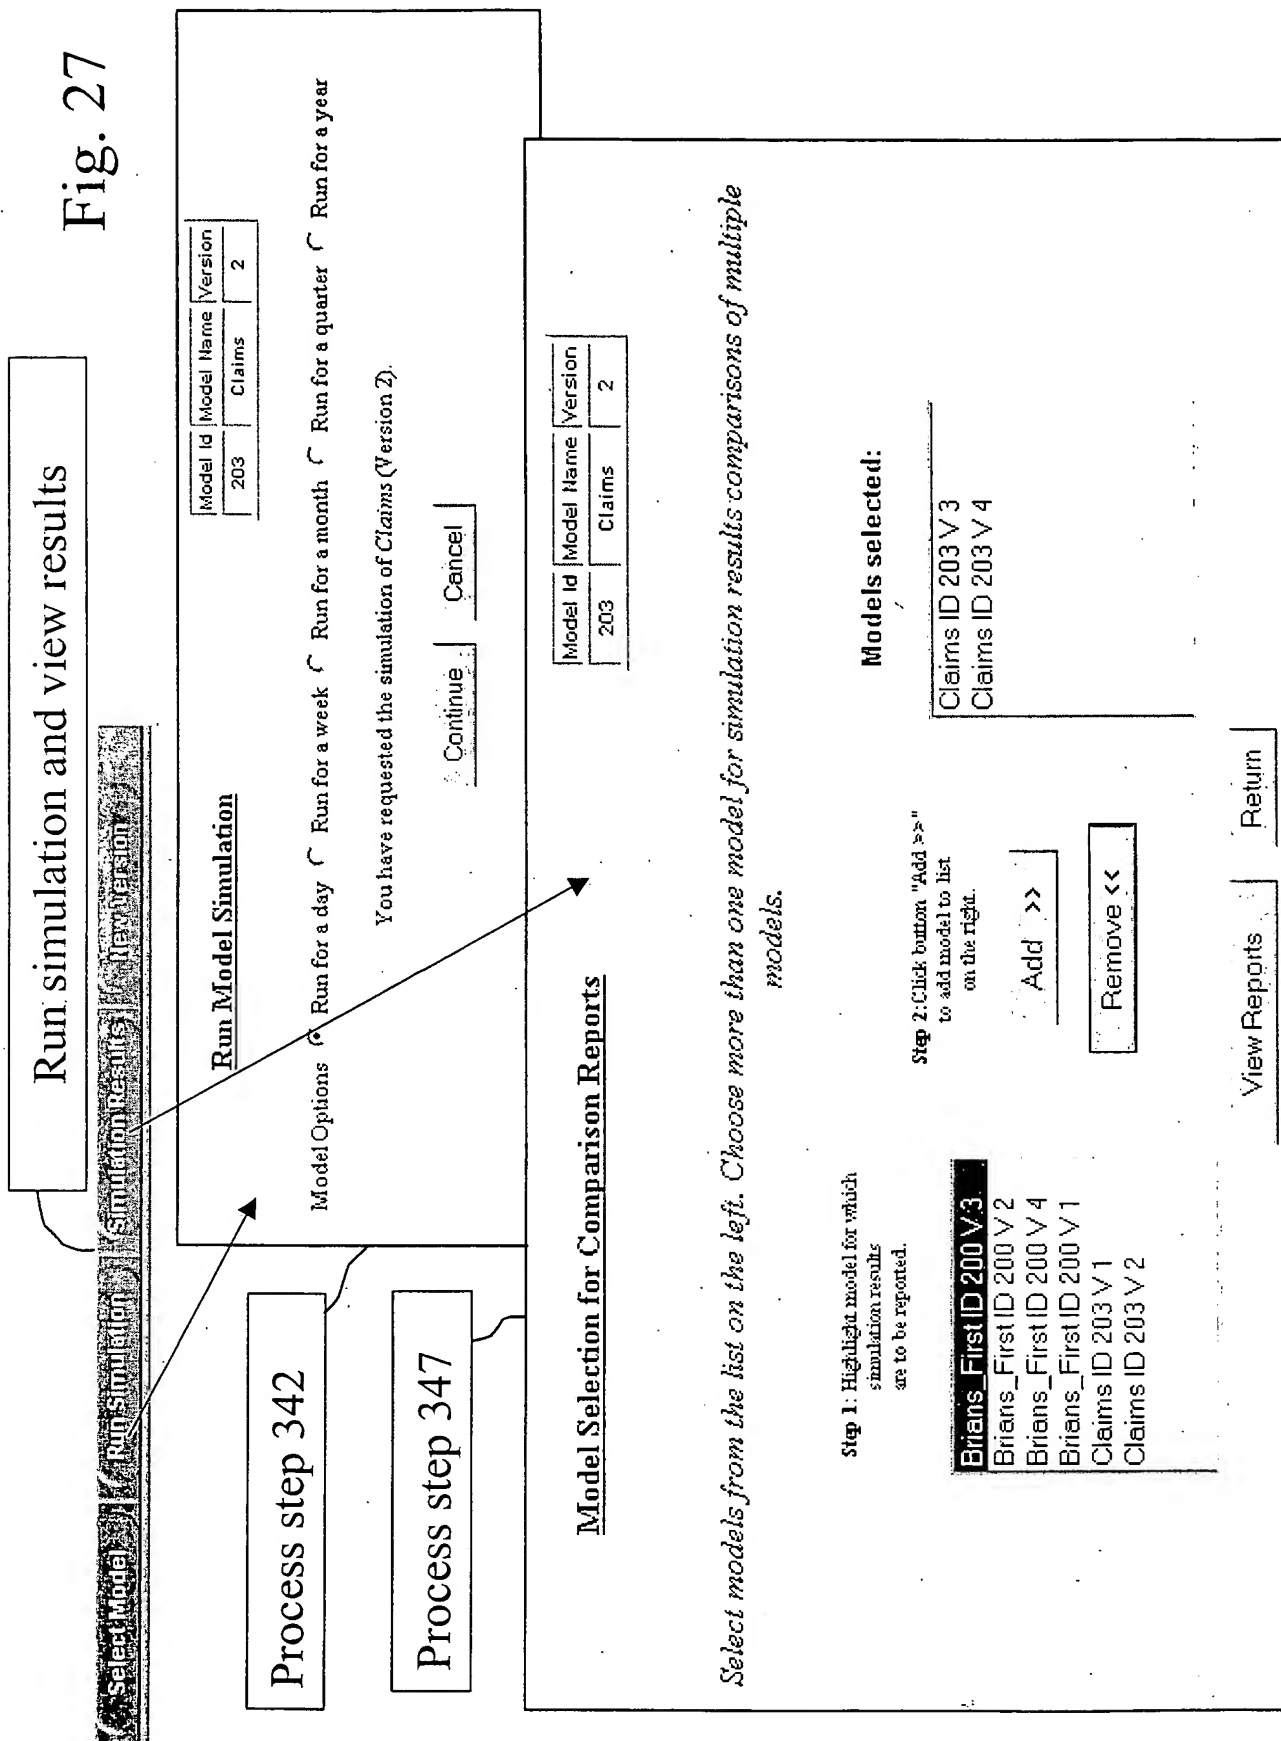 Fig. 27
Run simulation and view results
Select Model
Run Simulation
Simulation Results
New Version
Run Model Simulation
Model Id Model Name Version
203 Claims 2
Model Options Run for a day Run for a week Run for a month Run for a quarter Run for a year
You have requested the simulation of Claims (Version 2).
Continue Cancel
Process step 342
Process step 347
Model Selection for Comparison Reports
Model Id Model Name Version
203 Claims 2
Select models from the list on the left. Choose more than one model for simulation results comparisons of multiple
models.
Step 1: Highlight model for which
simulation results
are to be reported.
Brians_First ID 200 V 3
Brians_First ID 200 V 2
Brians_First ID 200 V 4
Brians_First ID 200 V 1
Claims ID 203 V 1
Claims ID 203 V 2
Step 2: Click button "Add >>"
to add model to list
on the right.
Add >>
Remove <<
Models selected:
Claims ID 203 V 3
Claims ID 203 V 4
View Reports Return